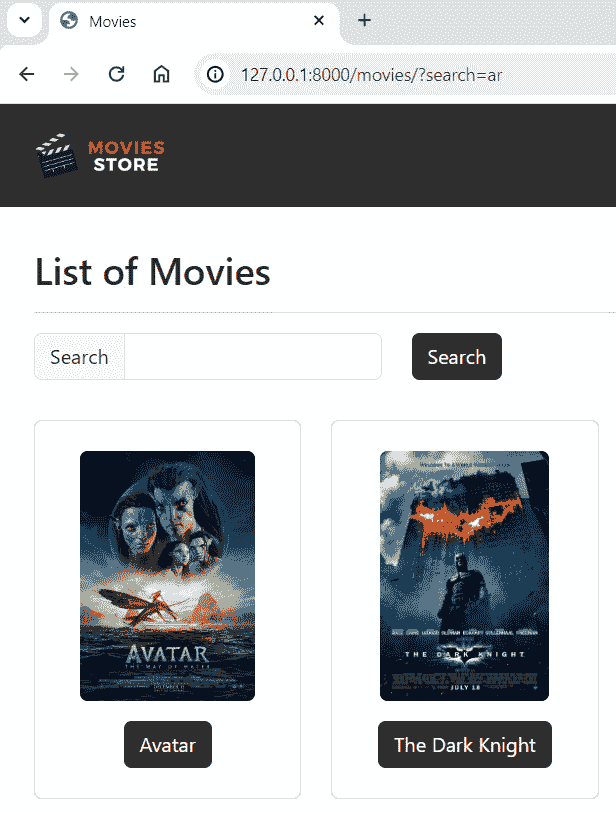 Movies
127.0.0.1:8000/movies/?search=ar
MOVIES
STORE
List of Movies
Search
Search
AVATAR
THE WAY OF WATER
THE DARK KNIGHT
JULY 18
Avatar
The Dark Knight